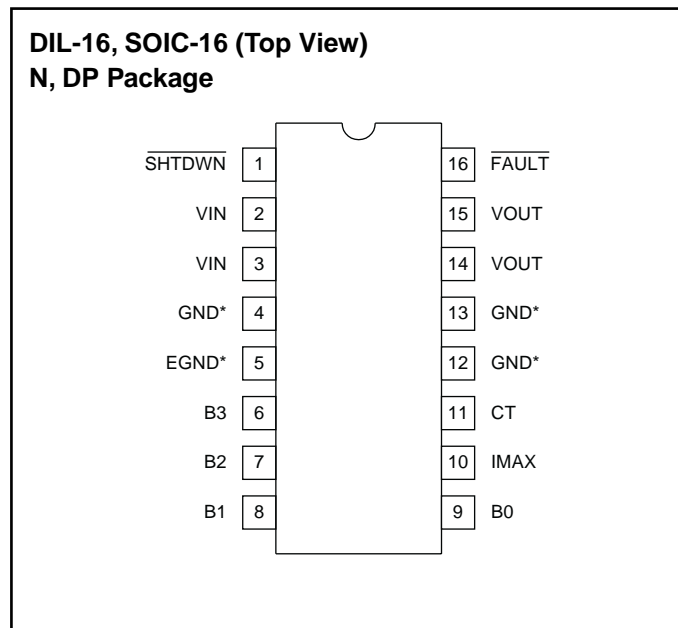 DIL-16, SOIC-16 (Top View)
N, DP Package
SHTDWN 1 16 FAULT
VIN 2 15 VOUT
VIN 3 14 VOUT
GND* 4 13 GND*
EGND* 5 12 GND*
B3 6 11 CT
B2 7 10 IMAX
B1 8 9 B0